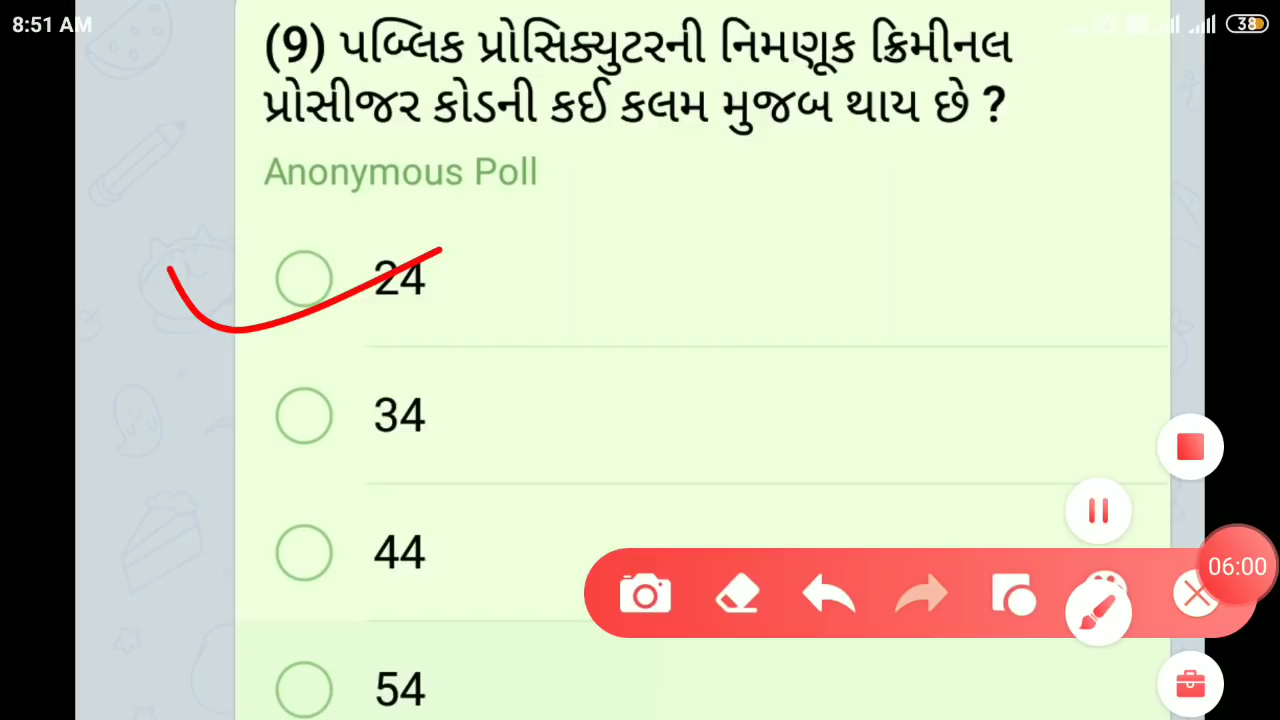 8:51 AM
38
(9) પબ્લિક પ્રોસિક્યુટરની નિમણૂક ક્રિમીનલ
પ્રોસીજર કોડની કઈ કલમ મુજબ થાય છે ?
Anonymous Poll
24
34
44
54
06:00